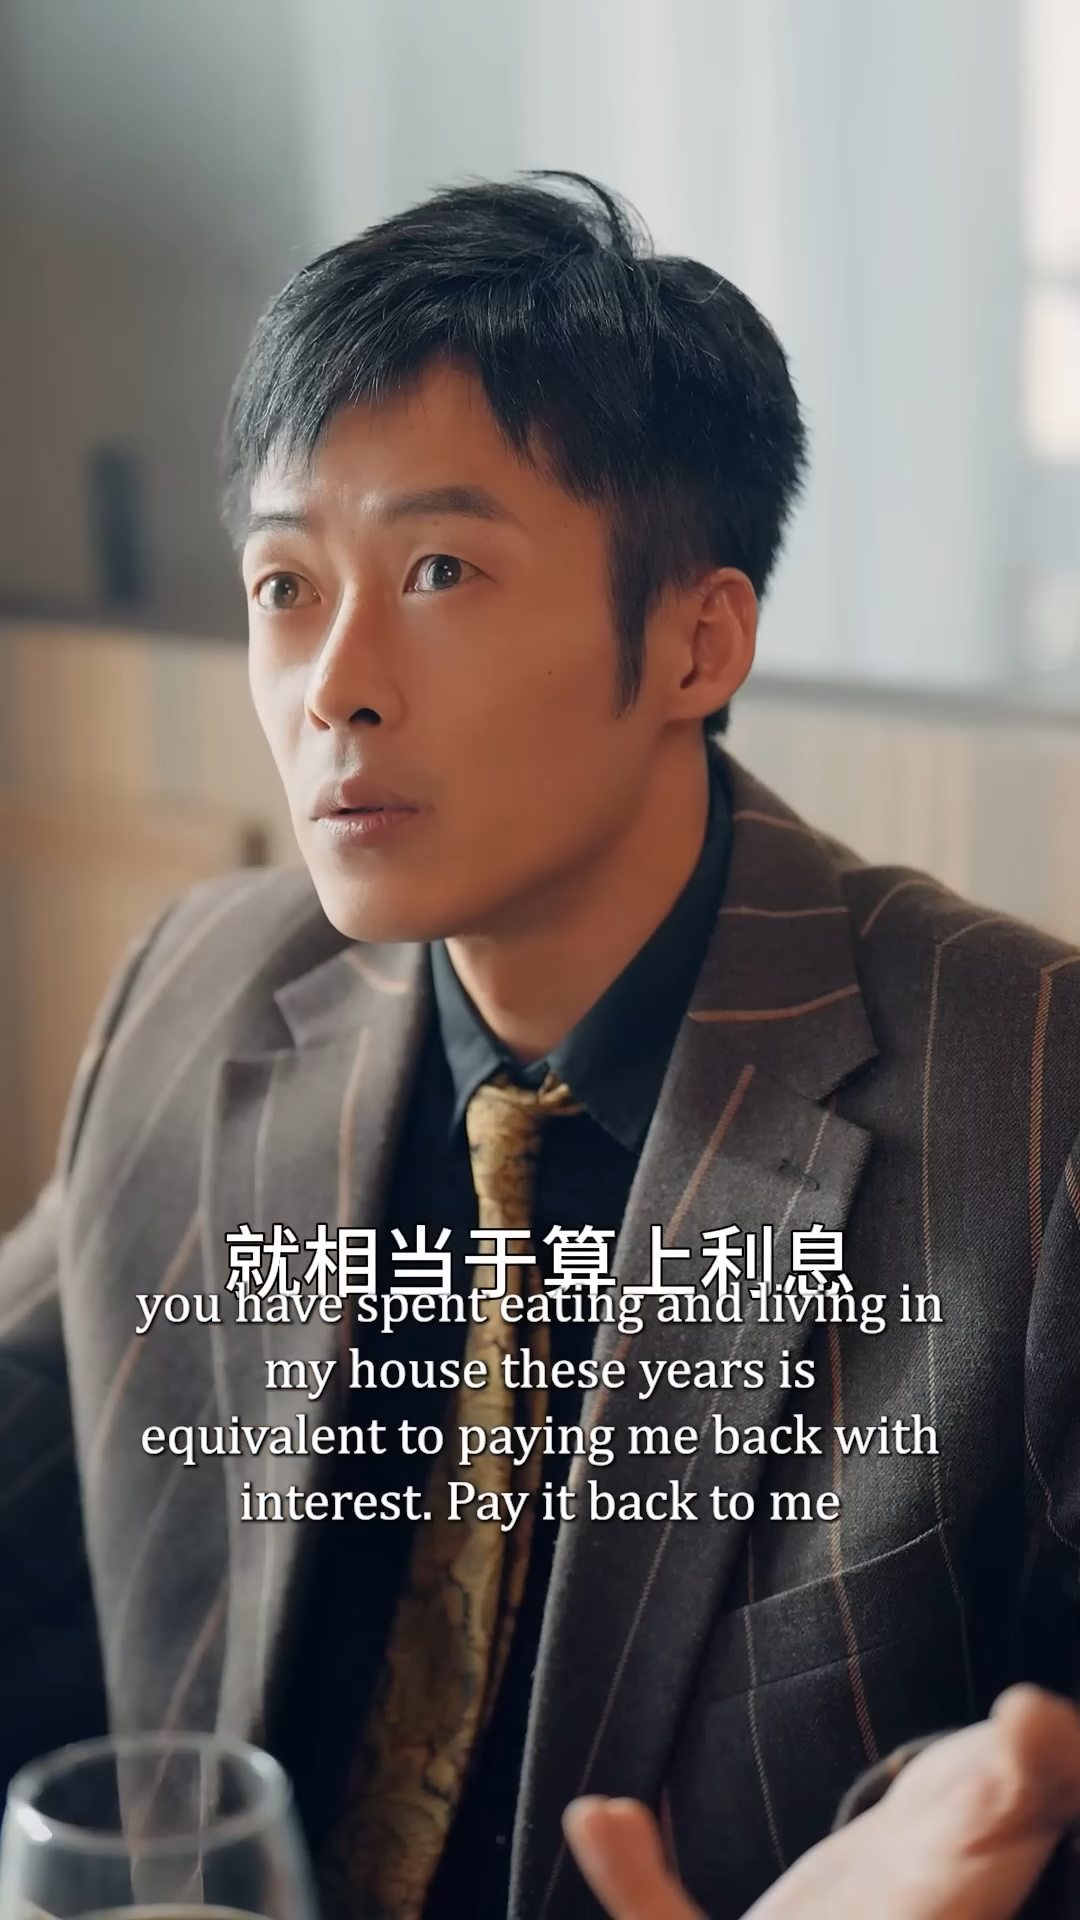 就相当于算上利息
you have spent eating and living in
my house these years is
equivalent to paying me back with
interest. Pay it back to me